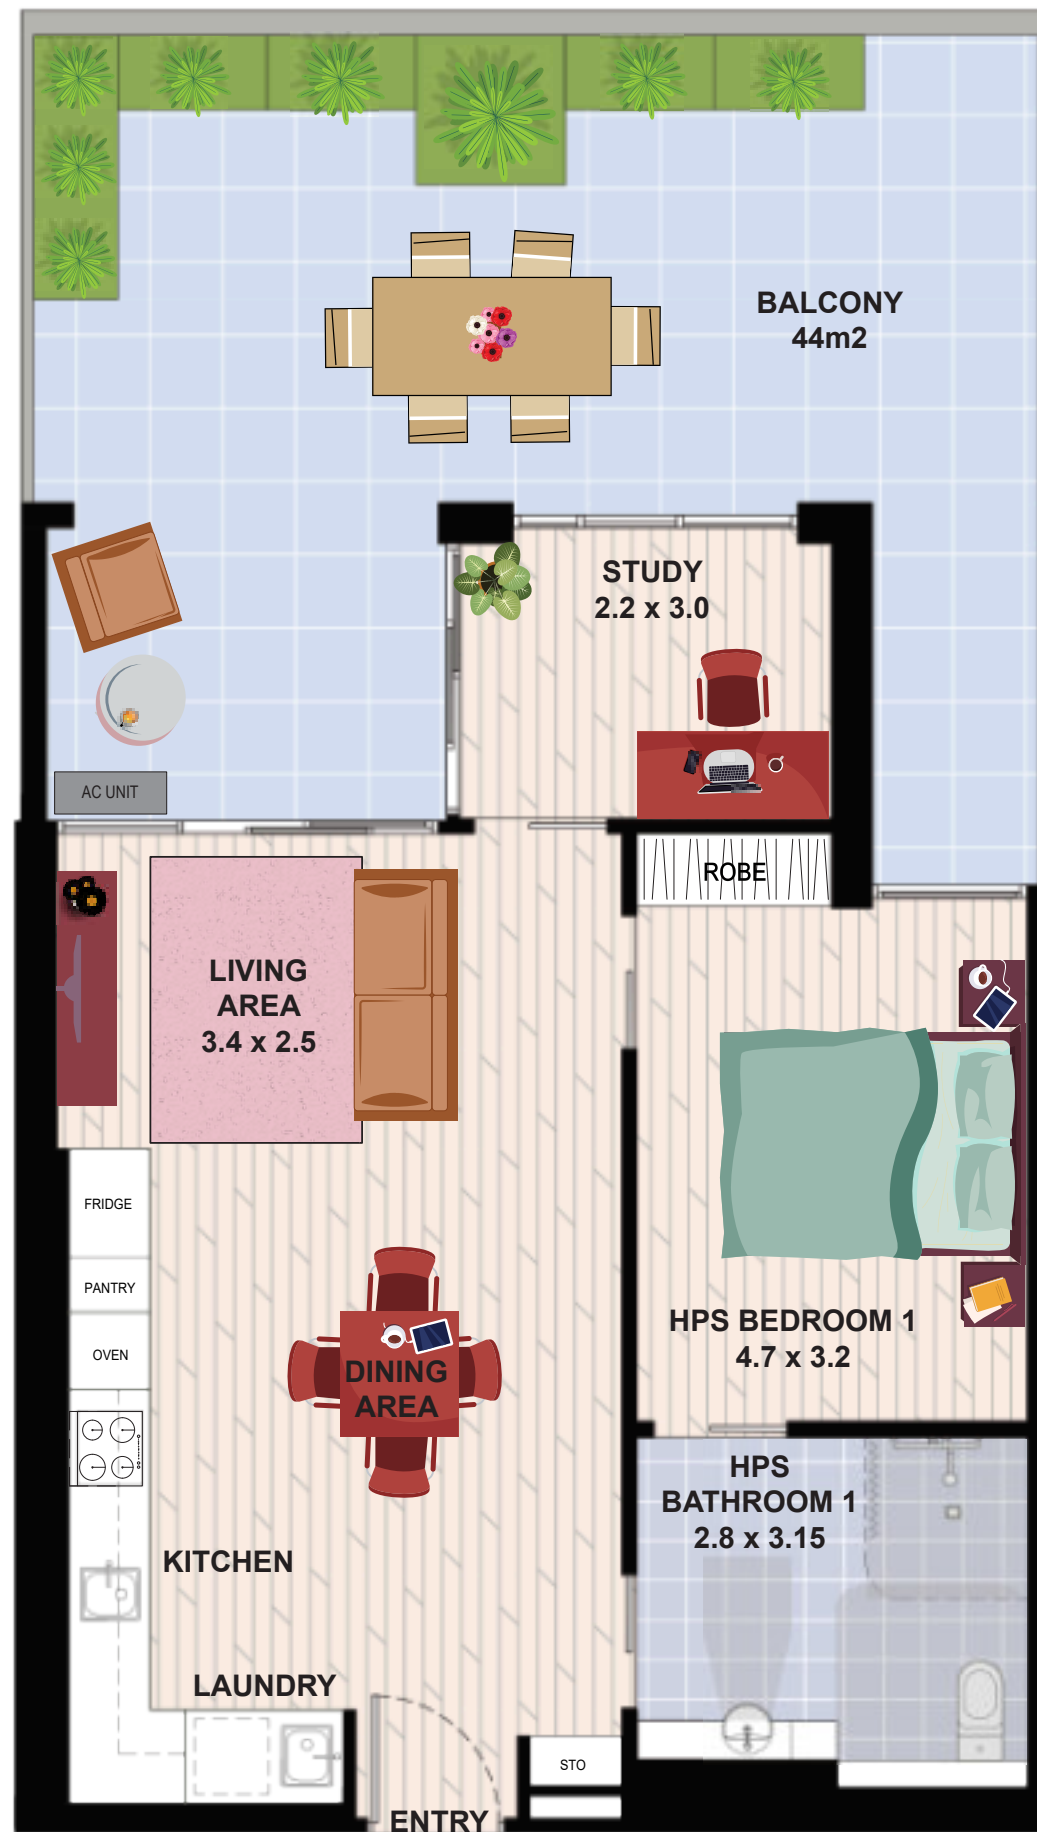 BALCONY
44m2
STUDY
2.2 x 3.0
AC UNIT
ROBE
LIVING
AREA
3.4 x 2.5
FRIDGE
PANTRY
OVEN
DINING
AREA
HPS BEDROOM 1
4.7 x 3.2
HPS
BATHROOM 1
2.8 x 3.15
KITCHEN
LAUNDRY
STO
ENTRY